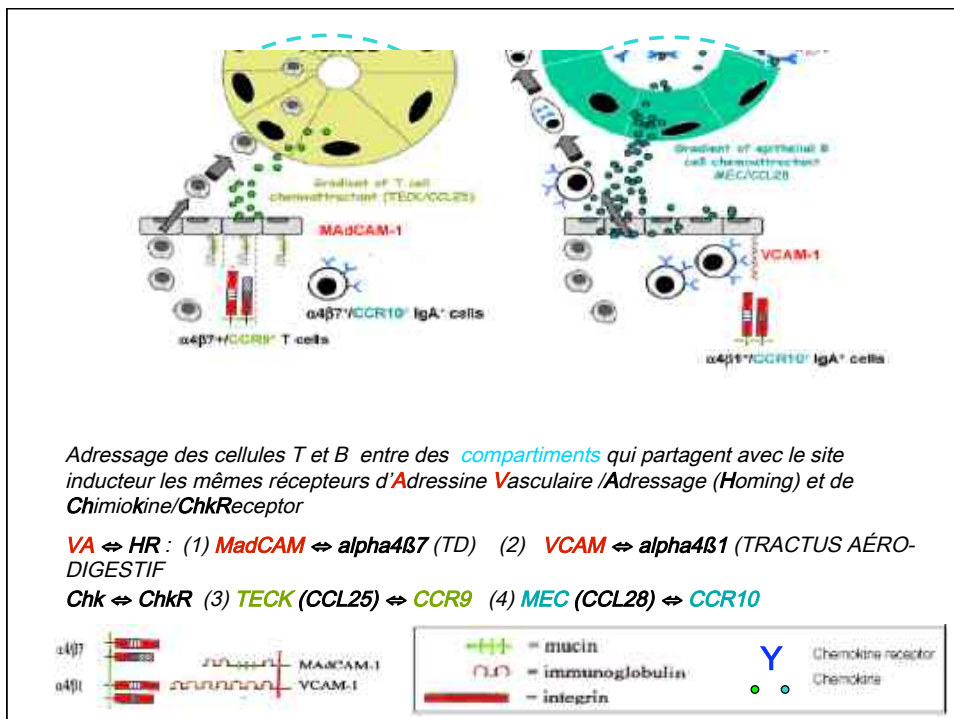 Gradient of T cell
chemoattractant (TECK/CCL25)
MAdCAM-1
α4β7⁺/CCR10⁺ IgA⁺ cells
α4β7+/CCR9⁺ T cells
Gradient of epithelial B
cell chemoattractant
MEC/CCL28
VCAM-1
α4β1⁺/CCR10⁺ IgA⁺ cells
Adressage des cellules T et B entre des compartiments qui partagent avec le site
inducteur les mêmes récepteurs d'Adressine Vasculaire /Adressage (Homing) et de
Chimiokine/ChkReceptor
VA ⇔ HR : (1) MadCAM ⇔ alpha4ß7 (TD) (2) VCAM ⇔ alpha4ß1 (TRACTUS AÉRO-
DIGESTIF
Chk ⇔ ChkR (3) TECK (CCL25) ⇔ CCR9 (4) MEC (CCL28) ⇔ CCR10
α4β7
α4β1
MAdCAM-1
VCAM-1
= mucin
= immunoglobulin
= integrin
Chemokine receptor
Chemokine